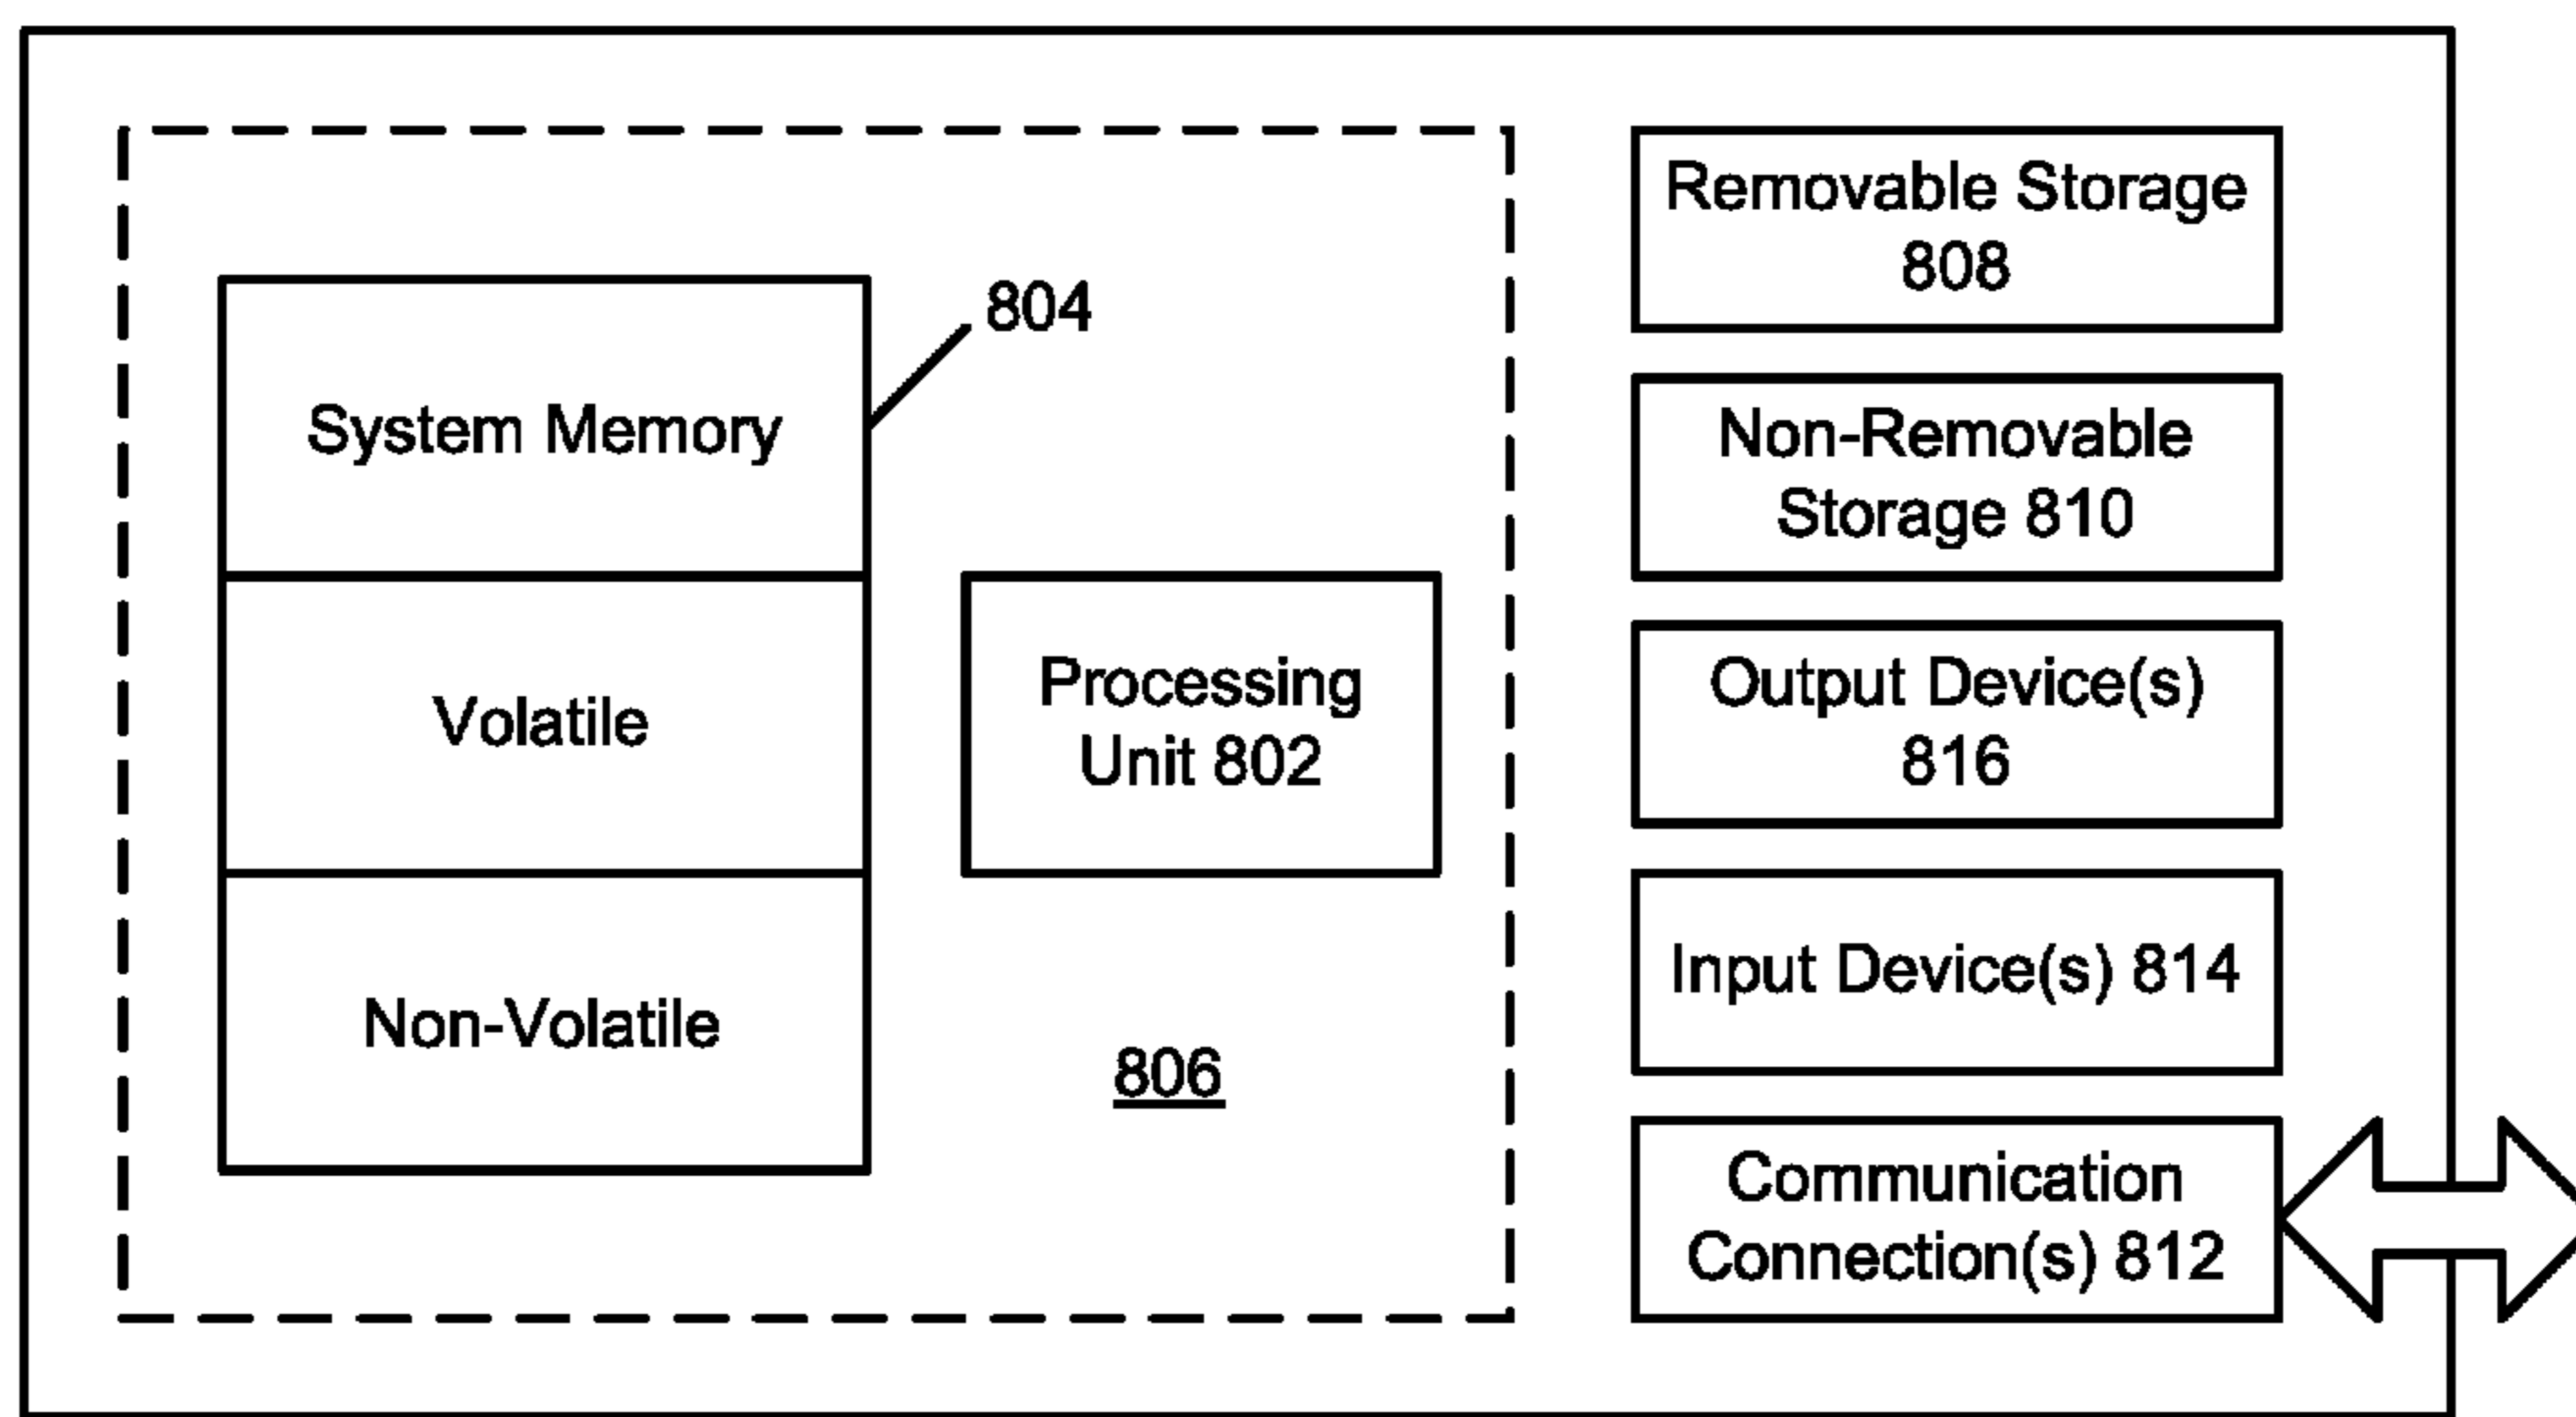 System Memory
804
Volatile
Non-Volatile
Processing
Unit 802
806
Removable Storage
808
Non-Removable
Storage 810
Output Device(s)
816
Input Device(s) 814
Communication
Connection(s) 812